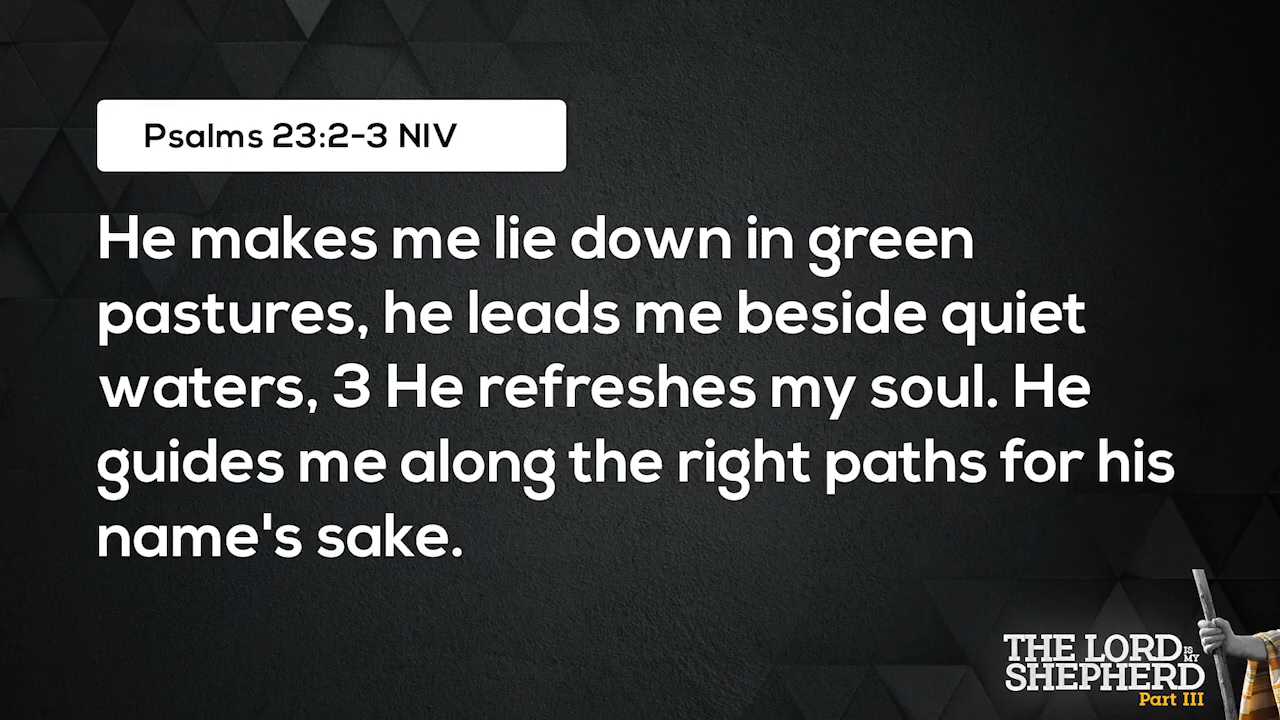 Psalms 23:2-3 NIV
He makes me lie down in green
pastures, he leads me beside quiet
waters, 3 He refreshes my soul. He
guides me along the right paths for his
name's sake.
THE LORD IS MY
SHEPHERD
Part III